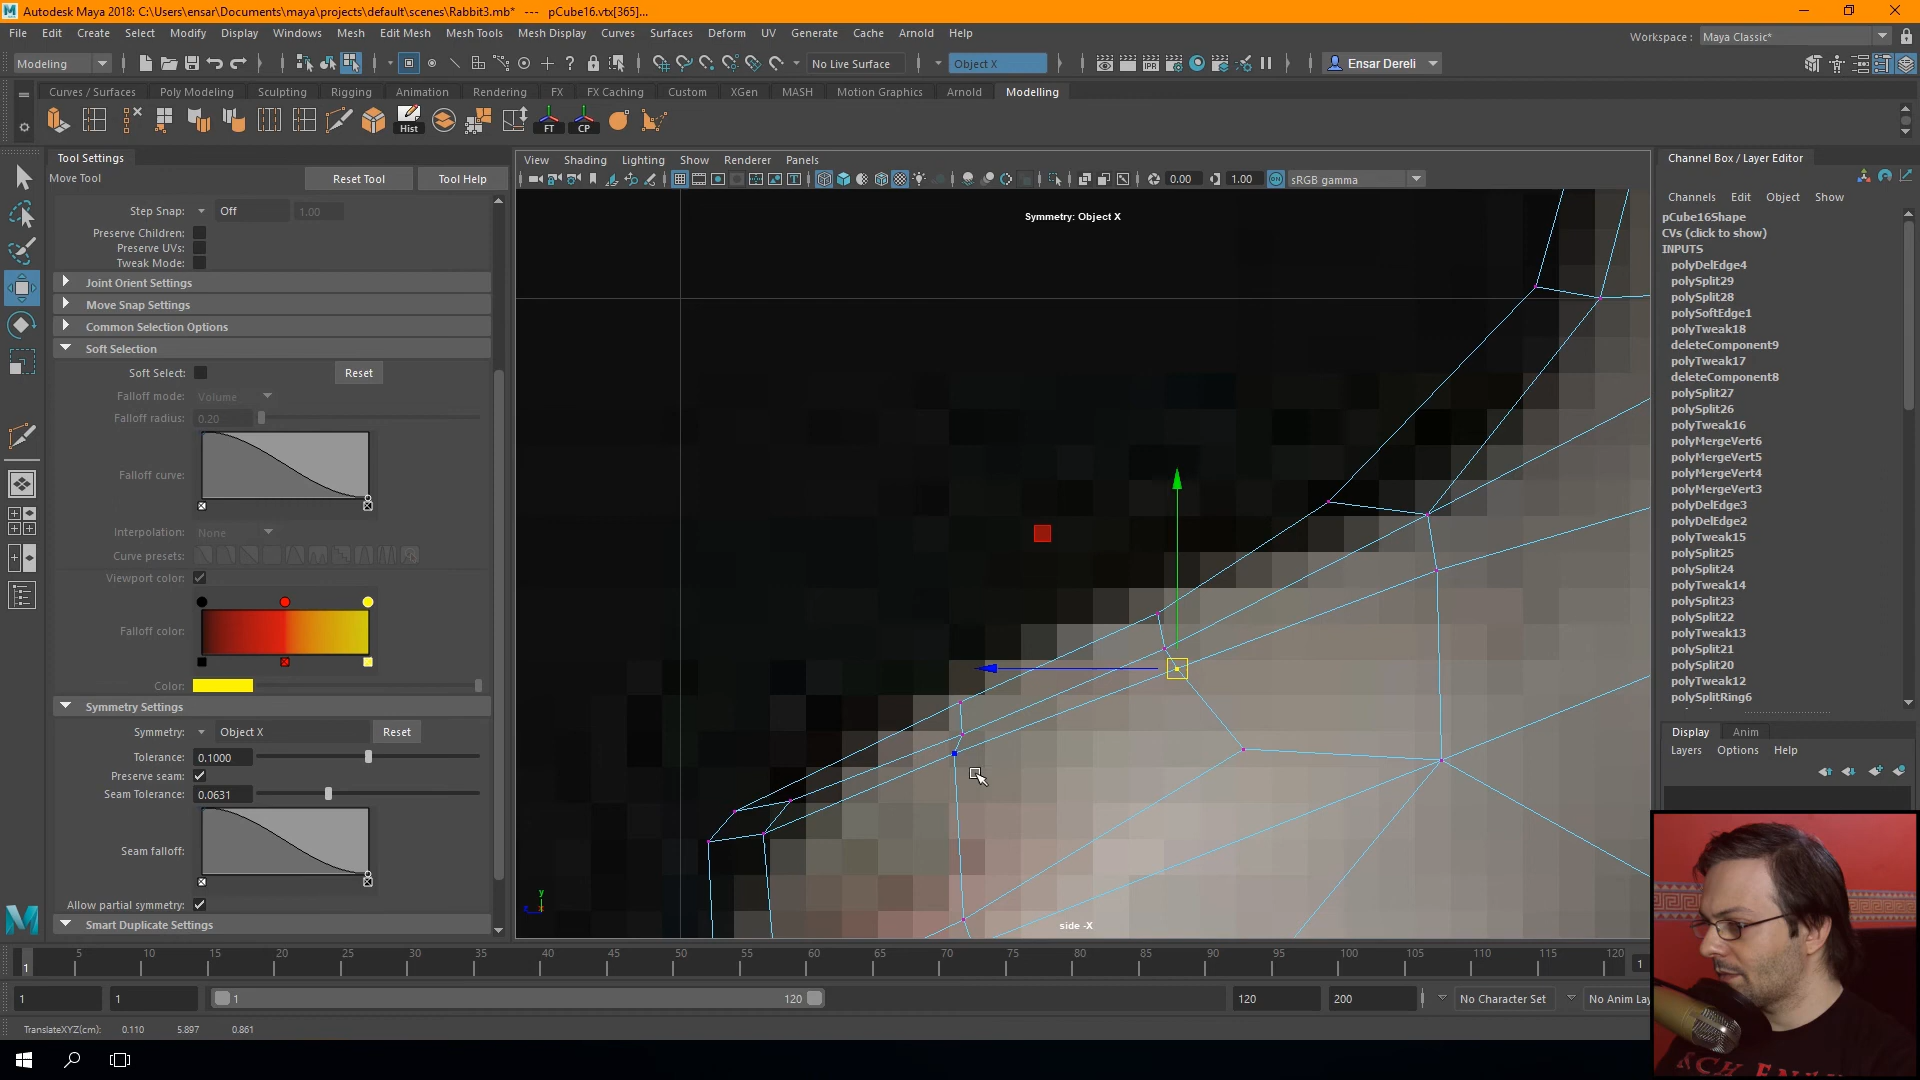 Autodesk Maya 2018: C:\Users\ensar\Documents\maya\projects\default\scenes\Rabbit3.mb* --- pCube16.vtx[365]...
File Edit Create Select Modify Display Windows Mesh Edit Mesh Mesh Tools Mesh Display Curves Surfaces Deform UV Generate Cache Arnold Help
Workspace : Maya Classic*
Modeling
No Live Surface
Object X
Ensar Dereli
Curves / Surfaces Poly Modeling Sculpting Rigging Animation Rendering FX FX Caching Custom XGen MASH Motion Graphics Arnold Modelling
Hist FT CP
Tool Settings
Move Tool Reset Tool Tool Help
Step Snap: Off 1.00
Preserve Children:
Preserve UVs:
Tweak Mode:
Joint Orient Settings
Move Snap Settings
Common Selection Options
Soft Selection
Soft Select: Reset
Falloff mode: Volume
Falloff radius: 0.20
Falloff curve:
Interpolation: None
Curve presets:
Viewport color:
Falloff color:
Color:
Symmetry Settings
Symmetry: Object X Reset
Tolerance: 0.1000
Preserve seam:
Seam Tolerance: 0.0631
Seam falloff:
Allow partial symmetry:
Smart Duplicate Settings
View Shading Lighting Show Renderer Panels
0.00 1.00 ON sRGB gamma
Symmetry: Object X
y
side -X
Channel Box / Layer Editor
Channels Edit Object Show
pCube16Shape
CVs (click to show)
INPUTS
polyDelEdge4
polySplit29
polySplit28
polySoftEdge1
polyTweak18
deleteComponent9
polyTweak17
deleteComponent8
polySplit27
polySplit26
polyTweak16
polyMergeVert6
polyMergeVert5
polyMergeVert4
polyMergeVert3
polyDelEdge3
polyDelEdge2
polyTweak15
polySplit25
polySplit24
polyTweak14
polySplit23
polySplit22
polyTweak13
polySplit21
polySplit20
polyTweak12
polySplitRing6
Display Anim
Layers Options Help
1 5 10 15 20 25 30 35 40 45 50 55 60 65 70 75 80 85 90 95 100 105 110 115 120 1
1 1 1 120 120 200 No Character Set No Anim Lay
TranslateXYZ(cm): 0.110 5.897 0.861